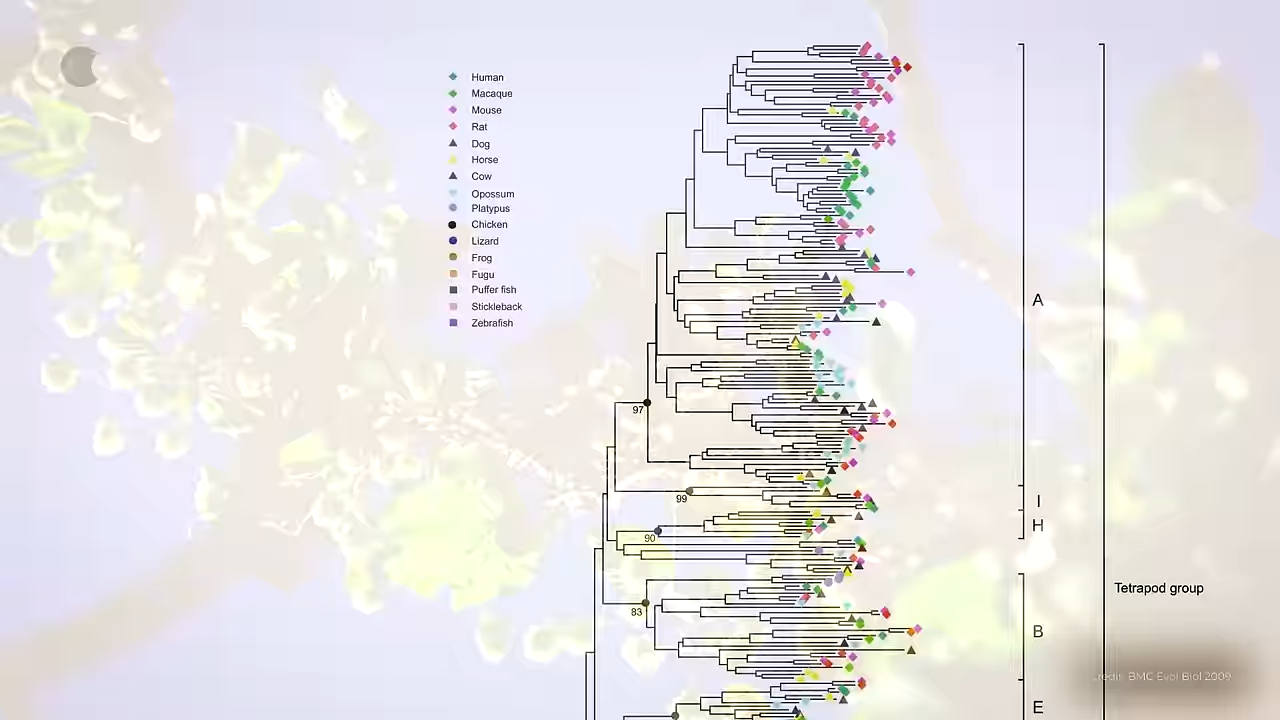 Human
Macaque
Mouse
Rat
Dog
Horse
Cow
Opossum
Platypus
Chicken
Lizard
Frog
Fugu
Puffer fish
Stickleback
Zebrafish
A
97
99
I
90
H
Tetrapod group
83
B
Credit: BMC Evol Biol 2009
E